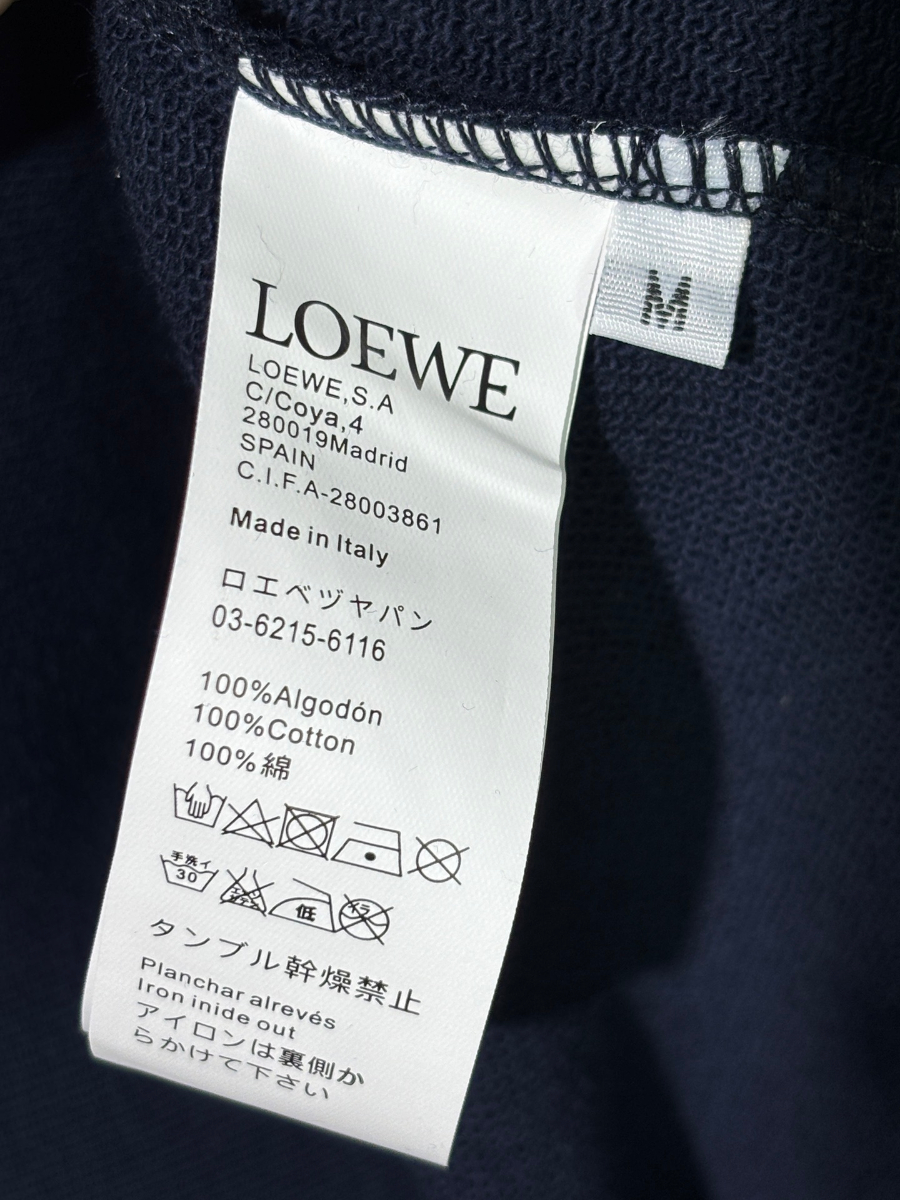 LOEWE
M
LOEWE,S.A
C/Coya,4
280019Madrid
SPAIN
C.I.F.A-28003861
Made in Italy
ロエベヅヤパン
03-6215-6116
100%Algodón
100%Cotton
100%綿
手洗イ
30
低
タンブル幹燥禁止
Planchar alrevés
Iron inide out
アイロンは裏側か
らかけて下さい